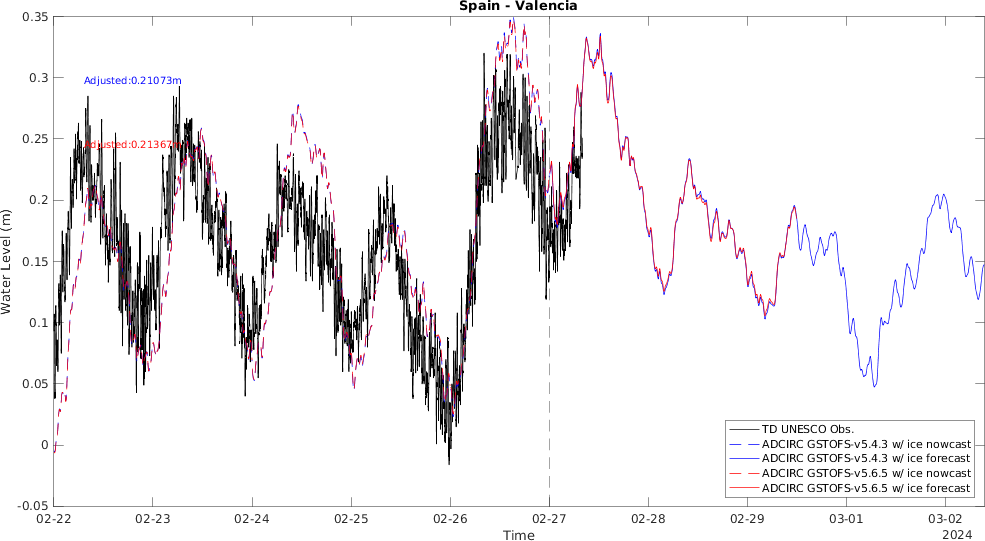 Spain - Valencia
0.35
0.3
0.25
0.2
0.15
0.1
0.05
0
-0.05
Water Level (m)
Adjusted:0.21073m
Adjusted:0.21367
02-22
02-23
02-24
02-25
02-26
02-27
02-28
02-29
03-01
03-02
Time
2024
TD UNESCO Obs.
ADCIRC GSTOFS-v5.4.3 w/ ice nowcast
ADCIRC GSTOFS-v5.4.3 w/ ice forecast
ADCIRC GSTOFS-v5.6.5 w/ ice nowcast
ADCIRC GSTOFS-v5.6.5 w/ ice forecast